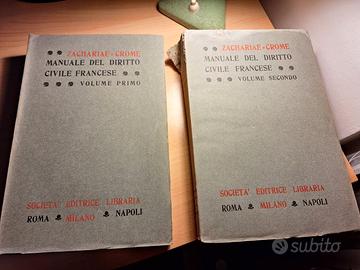 ZACHARIAE - CROME
MANUALE DEL DIRITTO
CIVILE FRANCESE
VOLUME PRIMO
SOCIETA' EDITRICE LIBRARIA
ROMA MILANO NAPOLI
ZACHARIAE - CROME
MANUALE DEL DIRITTO
CIVILE FRANCESE
VOLUME SECONDO
SOCIETA' EDITRICE LIBRARIA
ROMA MILANO NAPOLI
subito